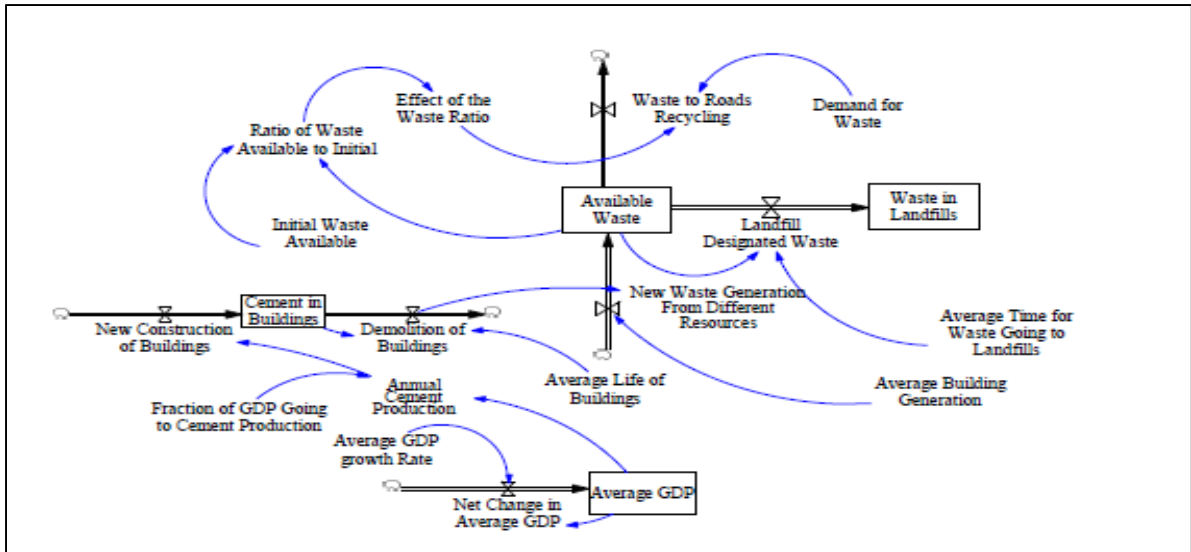 Effect of the
Waste Ratio
Waste to Roads
Recycling
Demand for
Waste
Ratio of Waste
Available to Initial
Available
Waste
Waste in
Landfills
Initial Waste
Available
Landfill
Designated Waste
Cement in
Buildings
New Construction
of Buildings
Demolition of
Buildings
New Waste Generation
From Different
Resources
Average Time for
Waste Going to
Landfills
Average Life of
Buildings
Average Building
Generation
Annual
Cement
Production
Fraction of GDP Going
to Cement Production
Average GDP
growth Rate
Average GDP
Net Change in
Average GDP